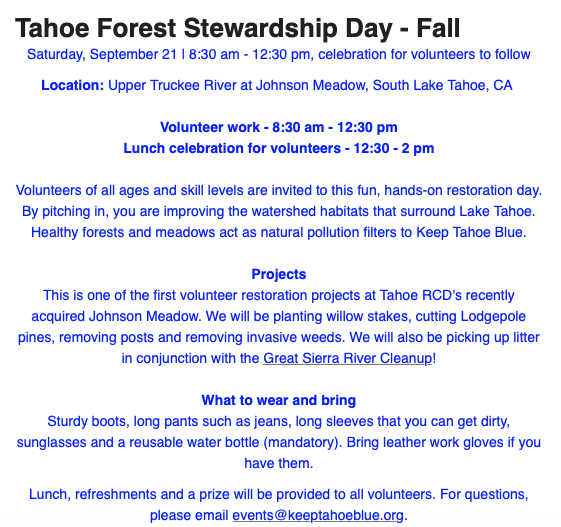 Tahoe Forest Stewardship Day - Fall
Saturday, September 21 | 8:30 am - 12:30 pm, celebration for volunteers to follow
Location: Upper Truckee River at Johnson Meadow, South Lake Tahoe, CA
Volunteer work - 8:30 am - 12:30 pm
Lunch celebration for volunteers - 12:30 - 2 pm
Volunteers of all ages and skill levels are invited to this fun, hands-on restoration day.
By pitching in, you are improving the watershed habitats that surround Lake Tahoe.
Healthy forests and meadows act as natural pollution filters to Keep Tahoe Blue.
Projects
This is one of the first volunteer restoration projects at Tahoe RCD's recently
acquired Johnson Meadow. We will be planting willow stakes, cutting Lodgepole
pines, removing posts and removing invasive weeds. We will also be picking up litter
in conjunction with the Great Sierra River Cleanup!
What to wear and bring
Sturdy boots, long pants such as jeans, long sleeves that you can get dirty,
sunglasses and a reusable water bottle (mandatory). Bring leather work gloves if you
have them.
Lunch, refreshments and a prize will be provided to all volunteers. For questions,
please email events@keeptahoeblue.org.